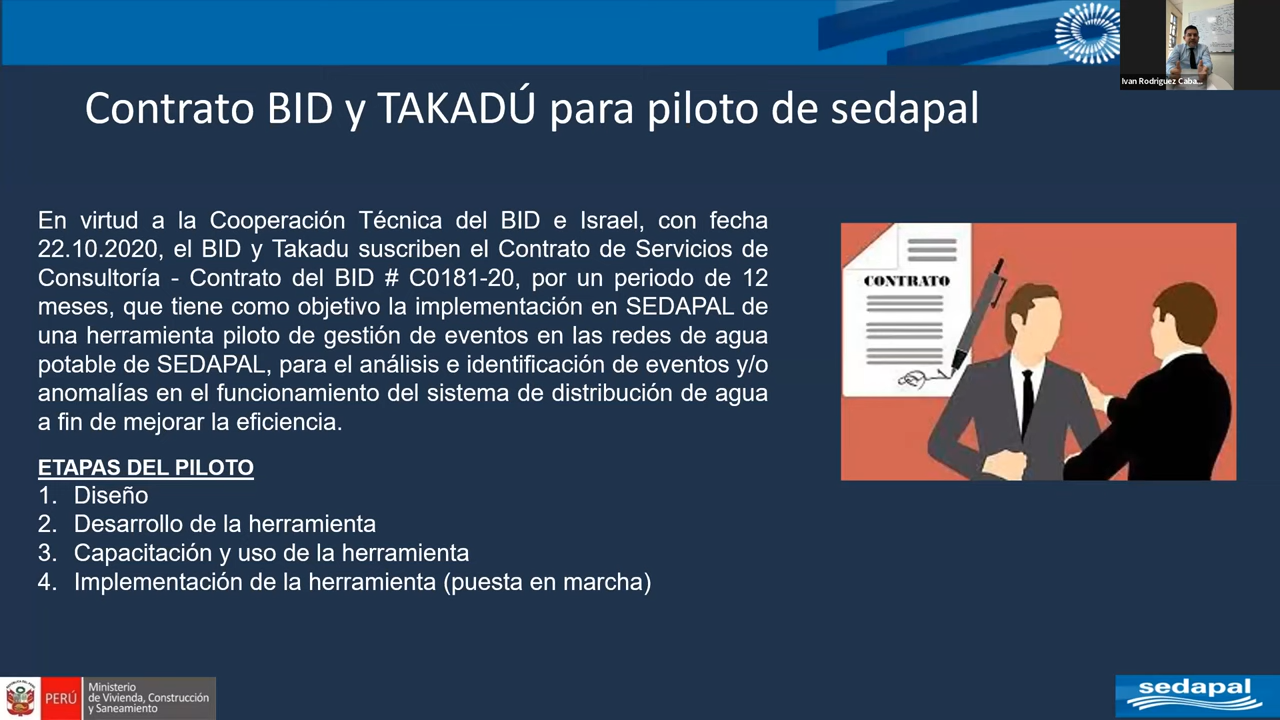 Ivan Rodriguez Caba...
Contrato BID y TAKADÚ para piloto de sedapal
En virtud a la Cooperación Técnica del BID e Israel, con fecha
22.10.2020, el BID y Takadu suscriben el Contrato de Servicios de
Consultoría - Contrato del BID # C0181-20, por un periodo de 12
meses, que tiene como objetivo la implementación en SEDAPAL de
una herramienta piloto de gestión de eventos en las redes de agua
potable de SEDAPAL, para el análisis e identificación de eventos y/o
anomalías en el funcionamiento del sistema de distribución de agua
a fin de mejorar la eficiencia.
CONTRATO
ETAPAS DEL PILOTO
1. Diseño
2. Desarrollo de la herramienta
3. Capacitación y uso de la herramienta
4. Implementación de la herramienta (puesta en marcha)
PERÚ
Ministerio
de Vivienda, Construcción
y Saneamiento
sedapal